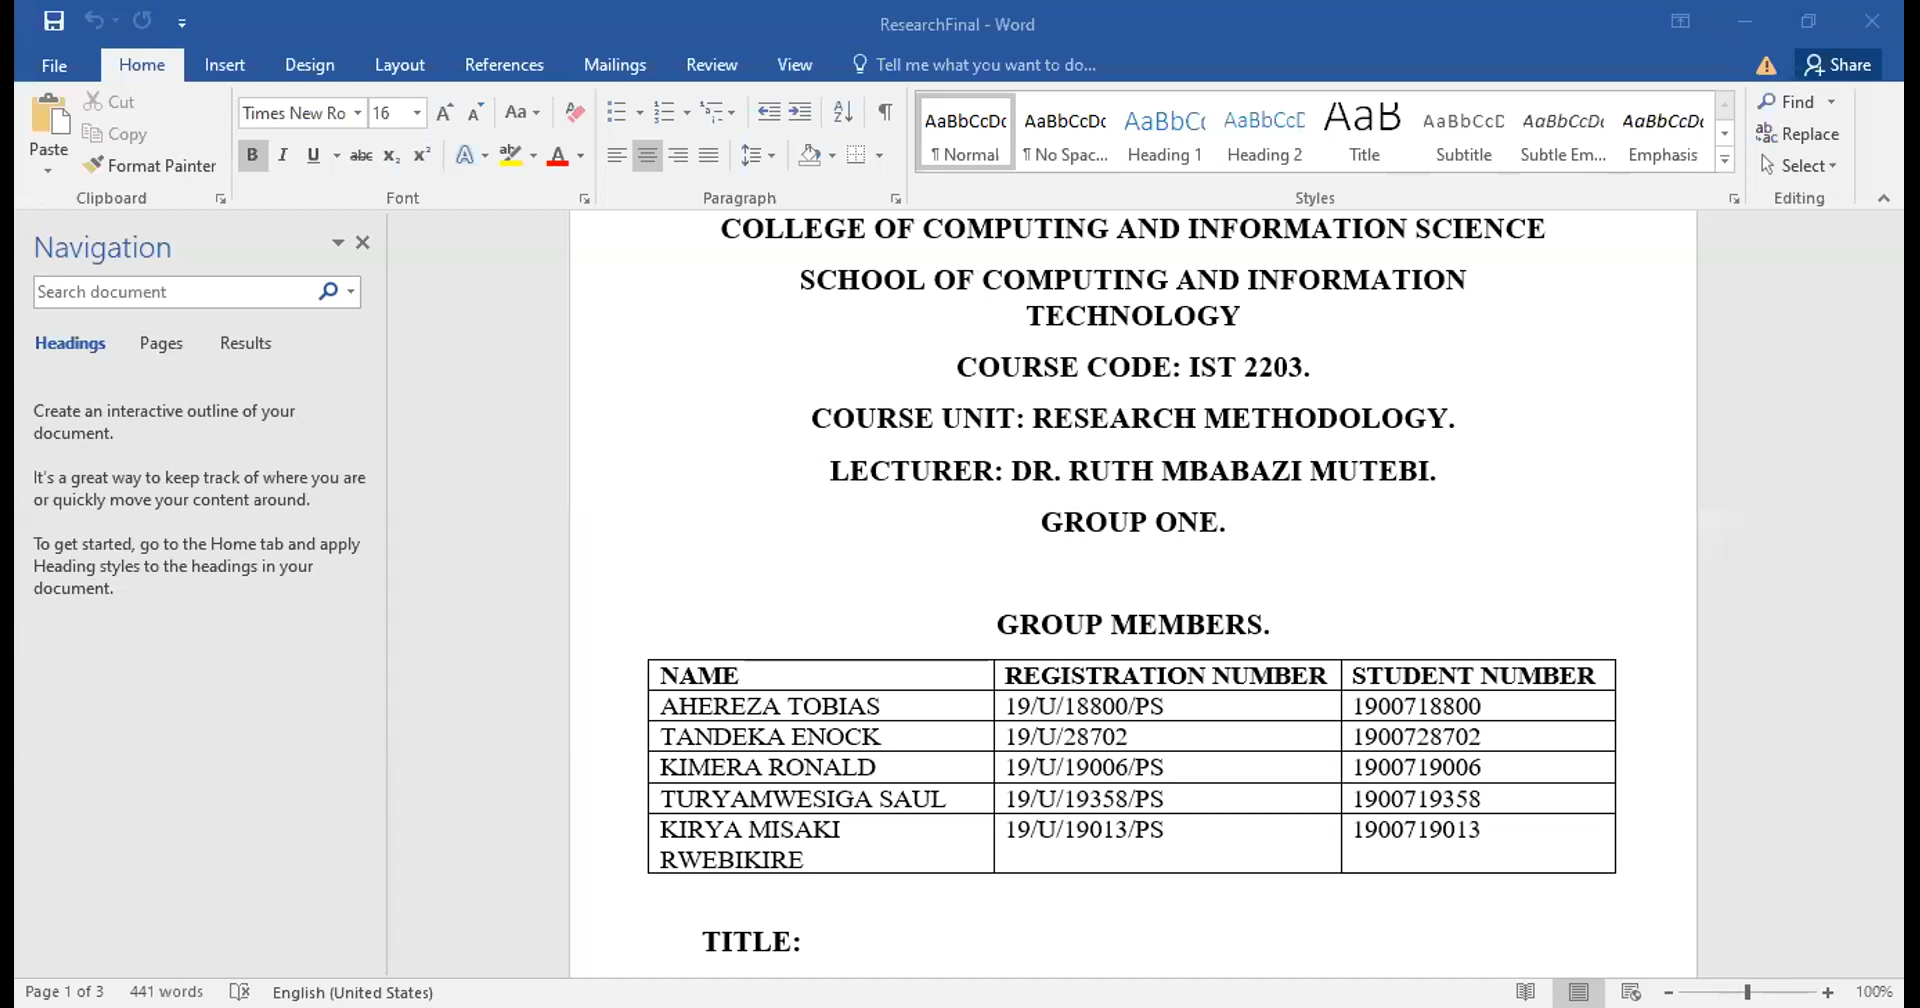 ResearchFinal - Word
File Home Insert Design Layout References Mailings Review View Tell me what you want to do... Share
Paste
Cut
Copy
Format Painter
Clipboard
Times New Ro 16 Aa
B I U abc x₂ x² A ab A
Font
Paragraph
AaBbCcDc AaBbCcDc AaBbCc AaBbCcD AaB AaBbCcD AaBbCcDc AaBbCcDc
¶ Normal ¶ No Spac... Heading 1 Heading 2 Title Subtitle Subtle Em... Emphasis
Styles
Find
Replace
Select
Editing
Navigation
Search document
Headings Pages Results
Create an interactive outline of your
document.
It's a great way to keep track of where you are
or quickly move your content around.
To get started, go to the Home tab and apply
Heading styles to the headings in your
document.
COLLEGE OF COMPUTING AND INFORMATION SCIENCE
SCHOOL OF COMPUTING AND INFORMATION
TECHNOLOGY
COURSE CODE: IST 2203.
COURSE UNIT: RESEARCH METHODOLOGY.
LECTURER: DR. RUTH MBABAZI MUTEBI.
GROUP ONE.
GROUP MEMBERS.
NAME REGISTRATION NUMBER STUDENT NUMBER
AHEREZA TOBIAS 19/U/18800/PS 1900718800
TANDEKA ENOCK 19/U/28702 1900728702
KIMERA RONALD 19/U/19006/PS 1900719006
TURYAMWESIGA SAUL 19/U/19358/PS 1900719358
KIRYA MISAKI 19/U/19013/PS 1900719013
RWEBIKIRE
TITLE:
Page 1 of 3 441 words English (United States) 100%